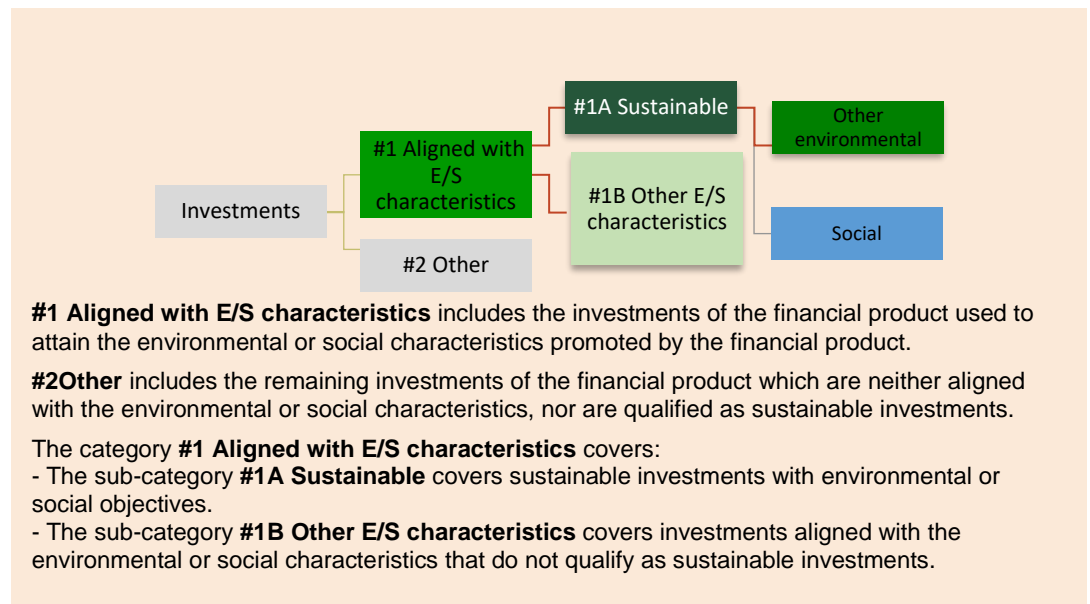 #1A Sustainable
Other
environmental
#1 Aligned with
E/S
characteristics
#1B Other E/S
characteristics
Investments
Social
#2 Other
#1 Aligned with E/S characteristics includes the investments of the financial product used to
attain the environmental or social characteristics promoted by the financial product.
#2Other includes the remaining investments of the financial product which are neither aligned
with the environmental or social characteristics, nor are qualified as sustainable investments.
The category #1 Aligned with E/S characteristics covers:
- The sub-category #1A Sustainable covers sustainable investments with environmental or
social objectives.
- The sub-category #1B Other E/S characteristics covers investments aligned with the
environmental or social characteristics that do not qualify as sustainable investments.